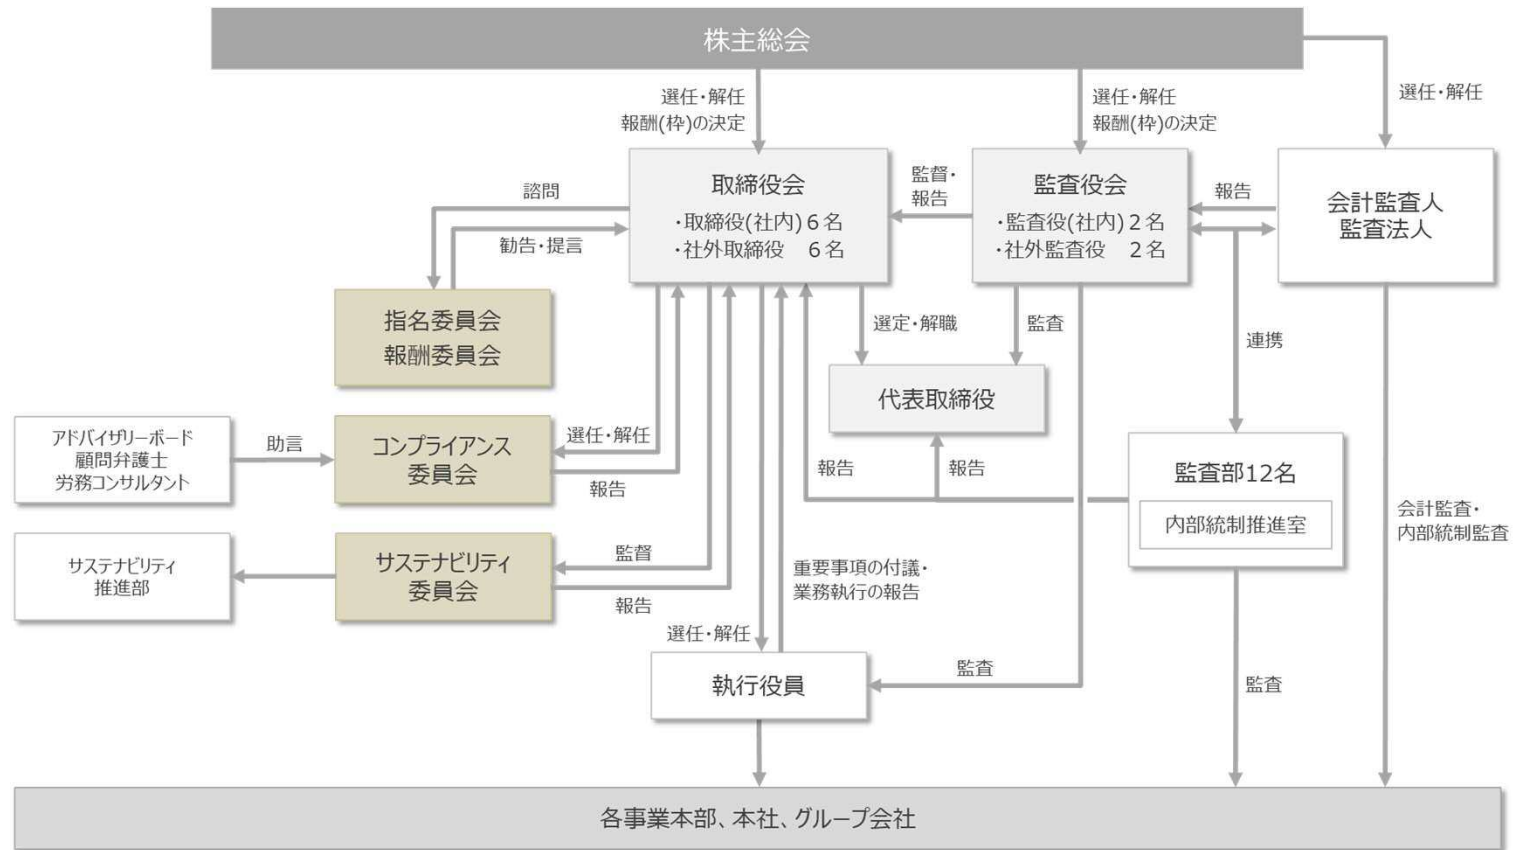 株主総会
選任・解任
報酬(枠)の決定
選任・解任
報酬(枠)の決定
選任・解任
取締役会
・取締役(社内)6名
・社外取締役　6名
監督・
報告
監査役会
・監査役(社内)2名
・社外監査役　2名
報告
会計監査人
監査法人
諮問
勧告・提言
指名委員会
報酬委員会
選定・解職
監査
連携
代表取締役
アドバイザリーボード
顧問弁護士
労務コンサルタント
助言
コンプライアンス
委員会
選任・解任
報告
報告
報告
監査部12名
内部統制推進室
会計監査・
内部統制監査
サステナビリティ
推進部
サステナビリティ
委員会
監督
報告
重要事項の付議・
業務執行の報告
選任・解任
執行役員
監査
監査
各事業本部、本社、グループ会社